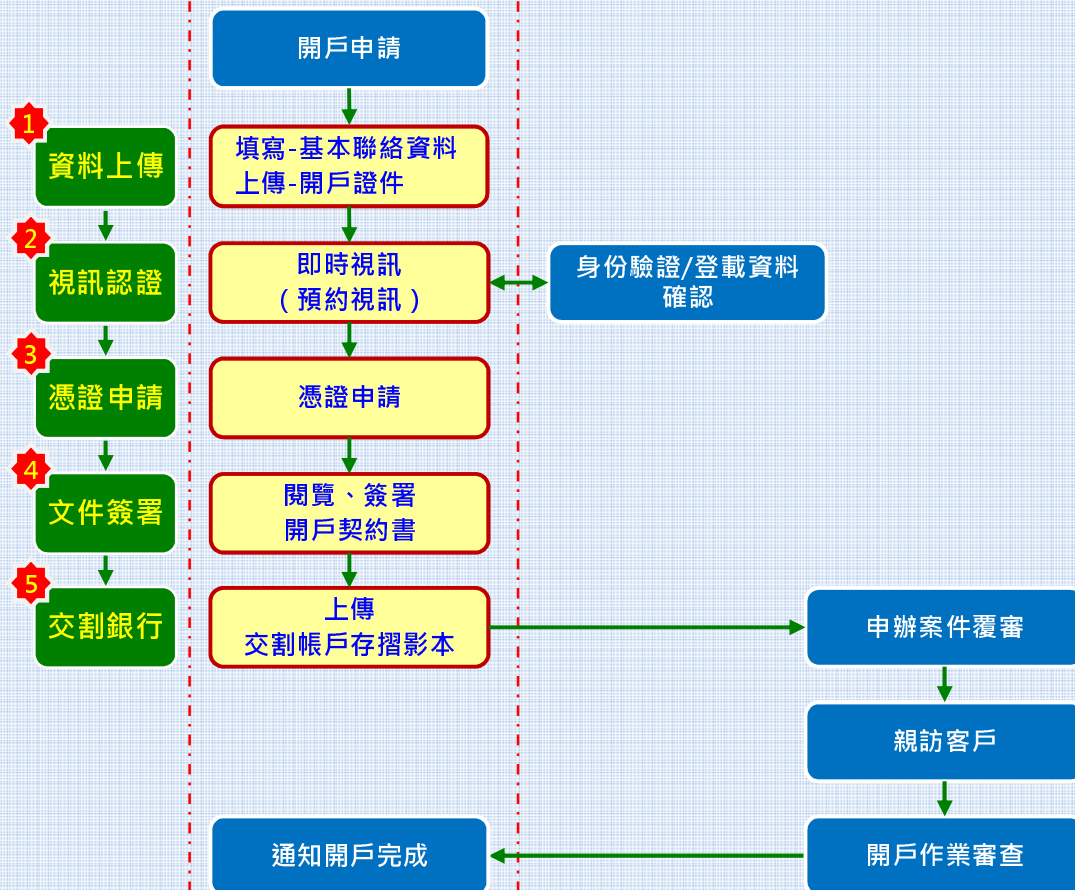 開戶申請
1
資料上傳
填寫-基本聯絡資料
上傳-開戶證件
2
視訊認證
即時視訊
(預約視訊)
身份驗證/登載資料
確認
3
憑證申請
憑證申請
4
文件簽署
閱覽、簽署
開戶契約書
5
交割銀行
上傳
交割帳戶存摺影本
申辦案件覆審
親訪客戶
通知開戶完成
開戶作業審查